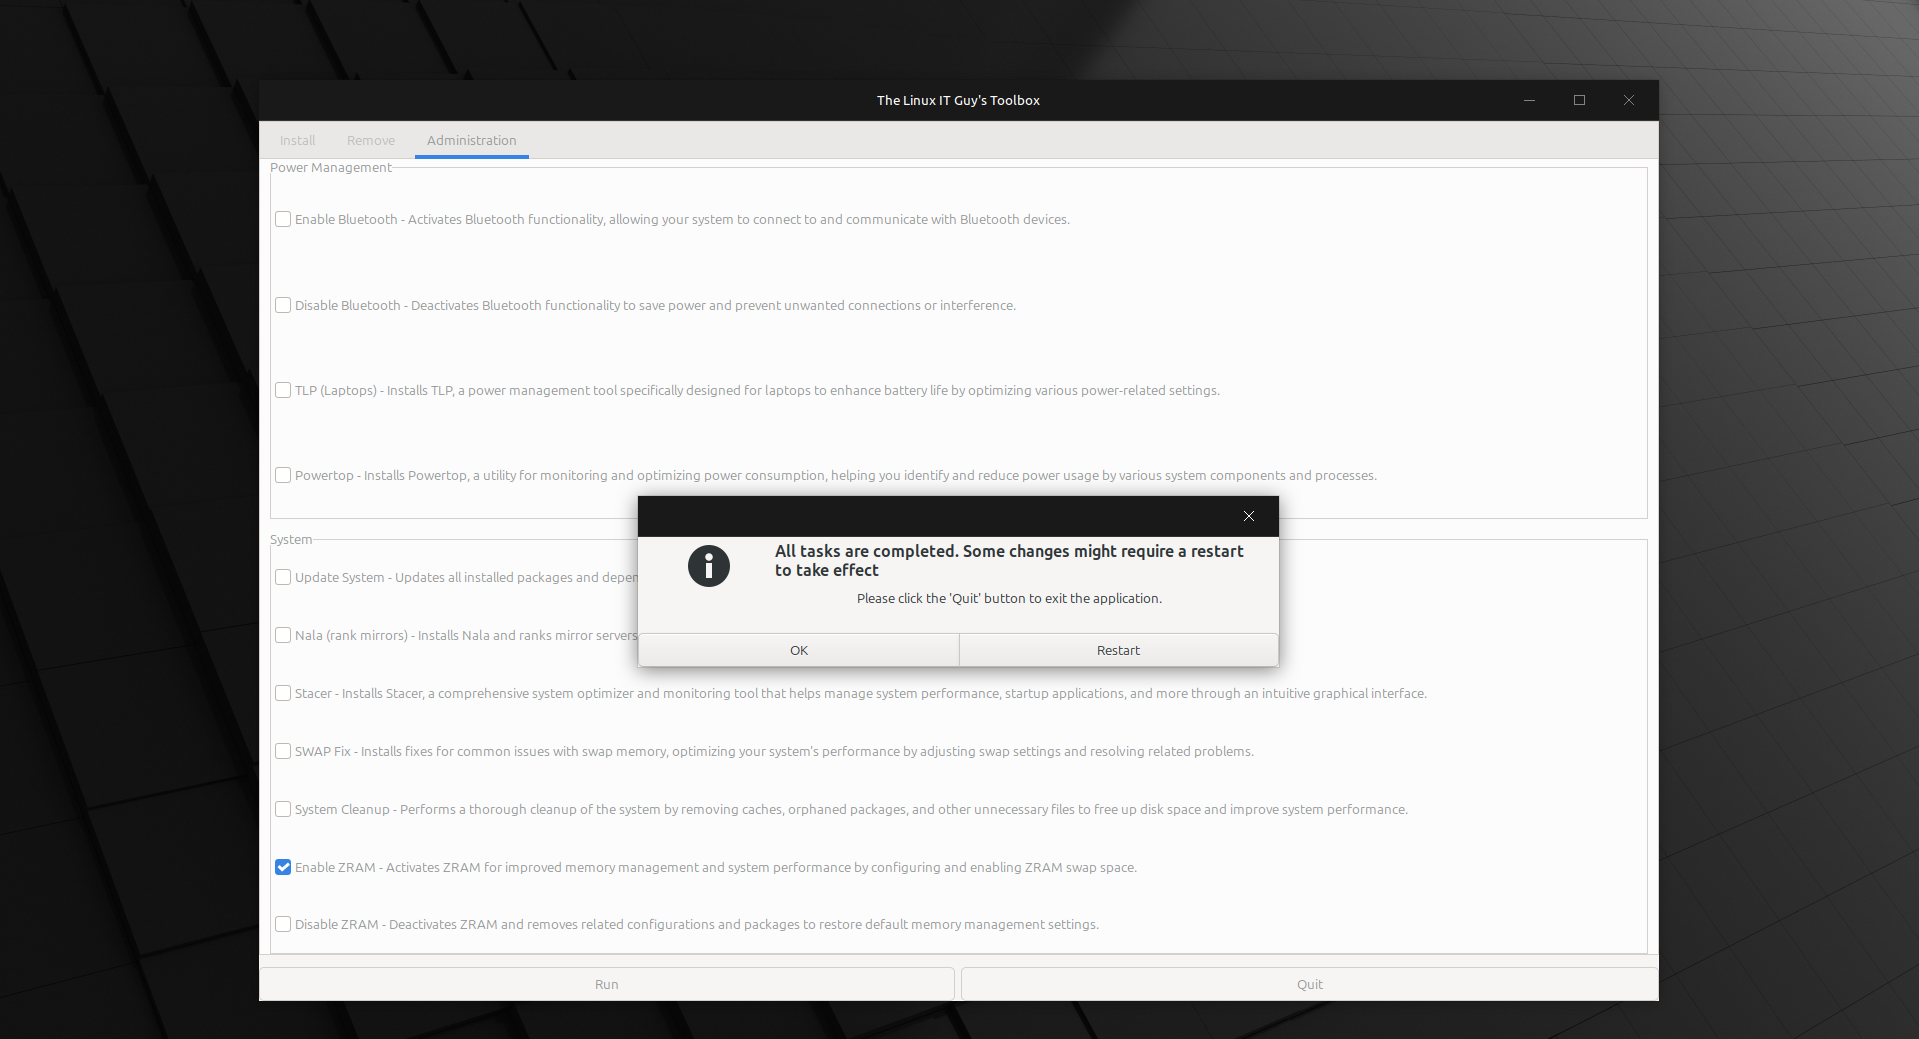 The Linux IT Guy's Toolbox
Install Remove Administration
Power Management
Enable Bluetooth - Activates Bluetooth functionality, allowing your system to connect to and communicate with Bluetooth devices.
Disable Bluetooth - Deactivates Bluetooth functionality to save power and prevent unwanted connections or interference.
TLP (Laptops) - Installs TLP, a power management tool specifically designed for laptops to enhance battery life by optimizing various power-related settings.
Powertop - Installs Powertop, a utility for monitoring and optimizing power consumption, helping you identify and reduce power usage by various system components and processes.
All tasks are completed. Some changes might require a restart
to take effect
Please click the 'Quit' button to exit the application.
OK Restart
System
Update System - Updates all installed packages and depen
Nala (rank mirrors) - Installs Nala and ranks mirror servers
Stacer - Installs Stacer, a comprehensive system optimizer and monitoring tool that helps manage system performance, startup applications, and more through an intuitive graphical interface.
SWAP Fix - Installs fixes for common issues with swap memory, optimizing your system's performance by adjusting swap settings and resolving related problems.
System Cleanup - Performs a thorough cleanup of the system by removing caches, orphaned packages, and other unnecessary files to free up disk space and improve system performance.
Enable ZRAM - Activates ZRAM for improved memory management and system performance by configuring and enabling ZRAM swap space.
Disable ZRAM - Deactivates ZRAM and removes related configurations and packages to restore default memory management settings.
Run Quit